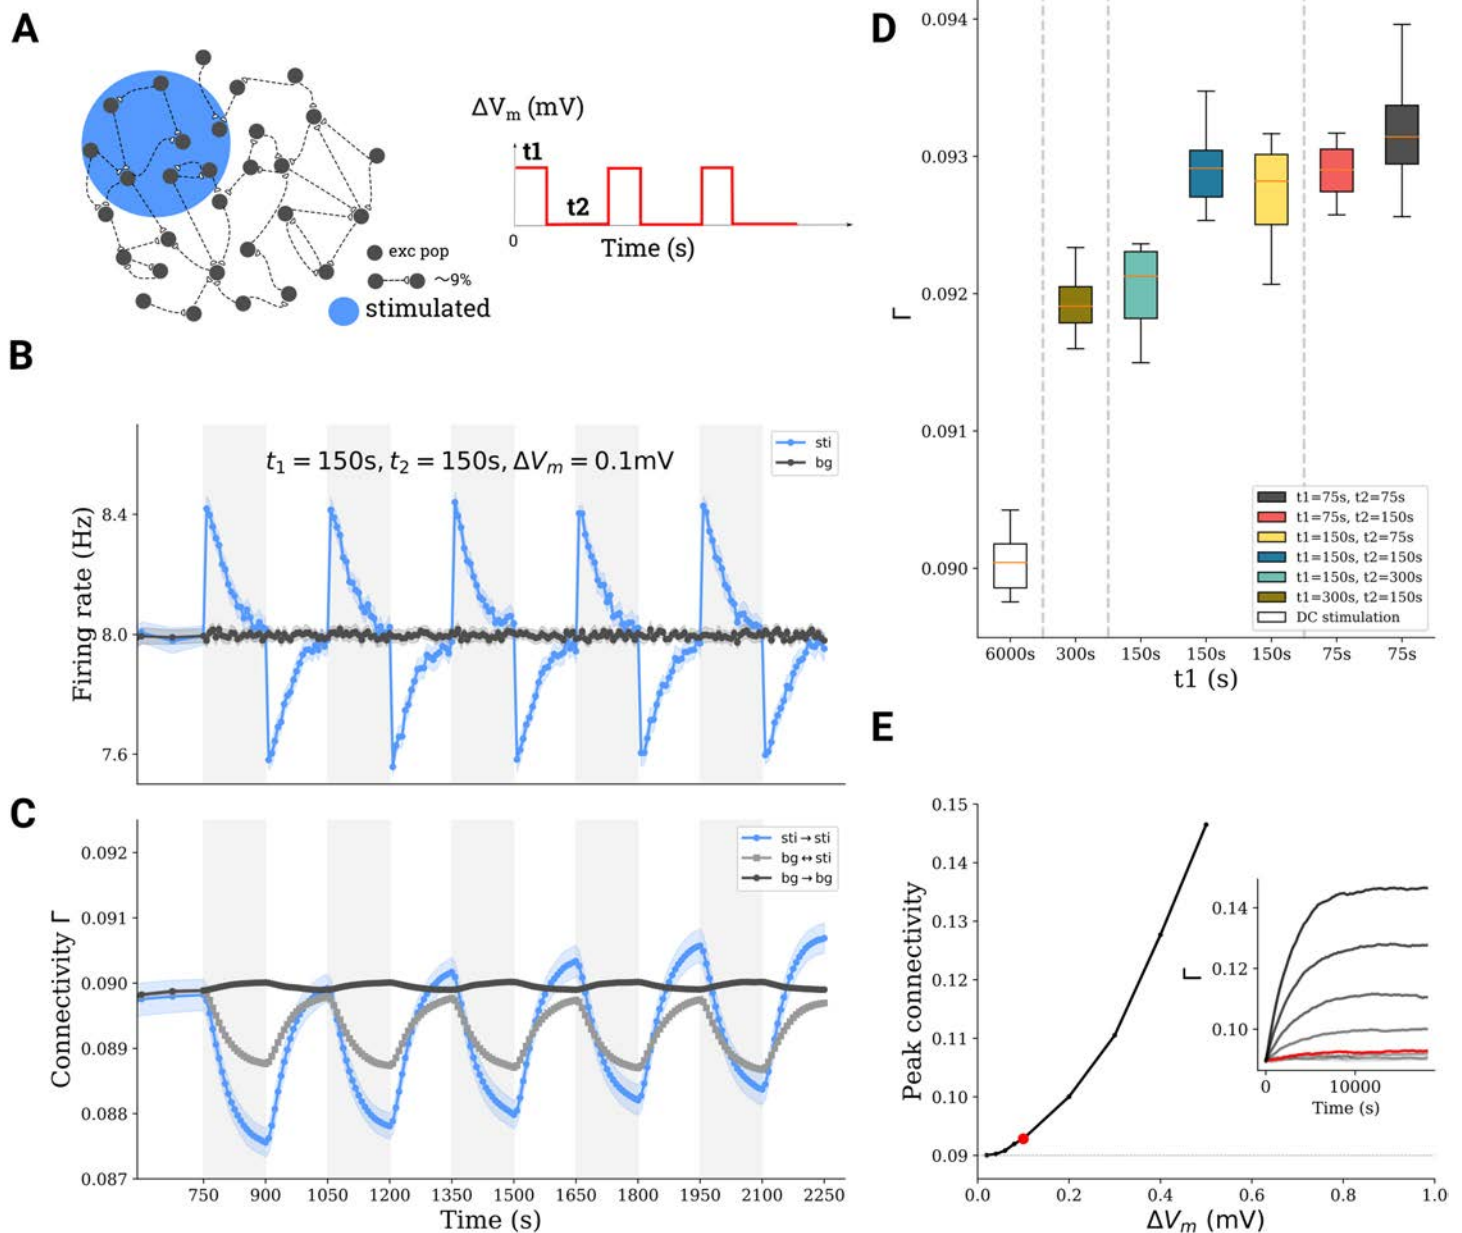 A
ΔVm (mV)
t1
t2
0
Time (s)
exc pop
~9%
stimulated
B
t1 = 150s, t2 = 150s, ΔVm = 0.1mV
sti
bg
Firing rate (Hz)
8.4
8.0
7.6
C
sti→sti
bg↔sti
bg→bg
Connectivity Γ
0.092
0.091
0.090
0.089
0.088
0.087
750 900 1050 1200 1350 1500 1650 1800 1950 2100 2250
Time (s)
D
0.094
0.093
0.092
0.091
0.090
Γ
t1=75s, t2=75s
t1=75s, t2=150s
t1=150s, t2=75s
t1=150s, t2=150s
t1=150s, t2=300s
t1=300s, t2=150s
DC stimulation
6000s 300s 150s 150s 150s 75s 75s
t1 (s)
E
Peak connectivity
0.15
0.14
0.13
0.12
0.11
0.10
0.09
0.0 0.2 0.4 0.6 0.8 1.0
ΔVm (mV)
Γ
0.14
0.12
0.10
0 10000
Time (s)